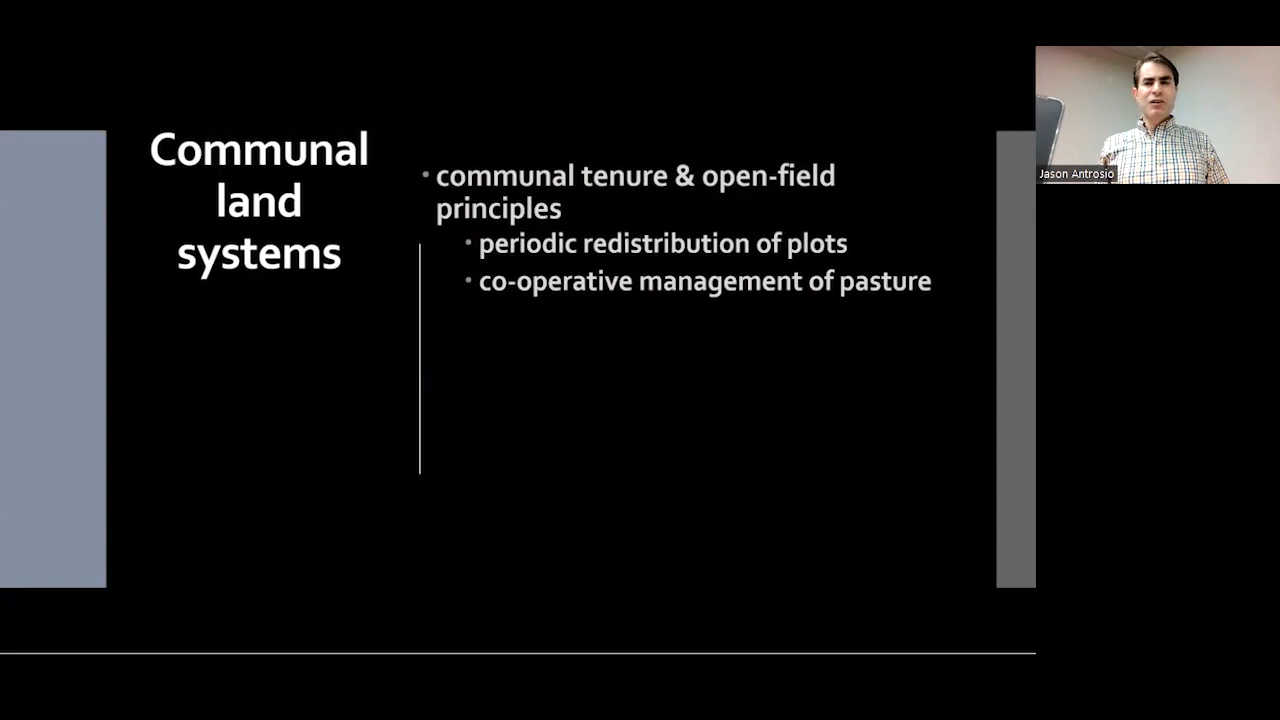 Communal
land
systems
• communal tenure & open-field
principles
• periodic redistribution of plots
• co-operative management of pasture
Jason Antrosio